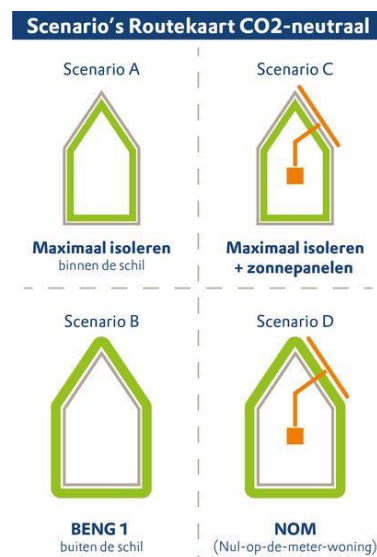 Scenario's Routekaart CO2-neutraal
Scenario A
Maximaal isoleren
binnen de schil
Scenario C
Maximaal isoleren
+ zonnepanelen
Scenario B
BENG 1
buiten de schil
Scenario D
NOM
(Nul-op-de-meter-woning)